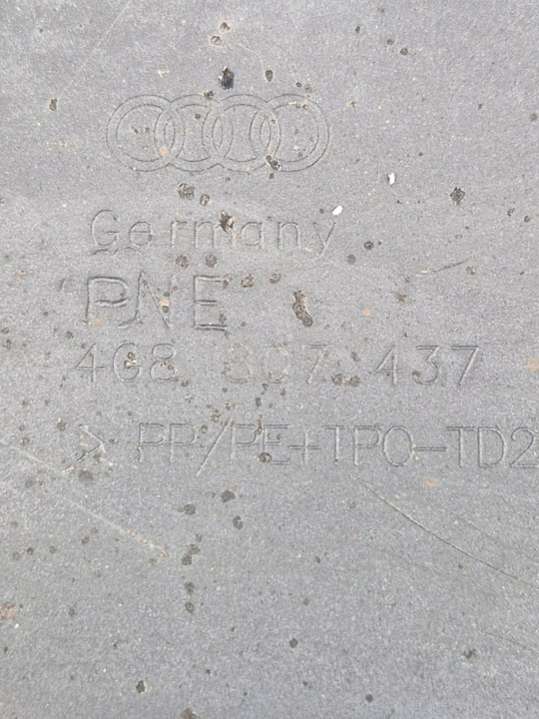 Germany
PNE
4G8 807 437
> PP/PE+TPO-TD2